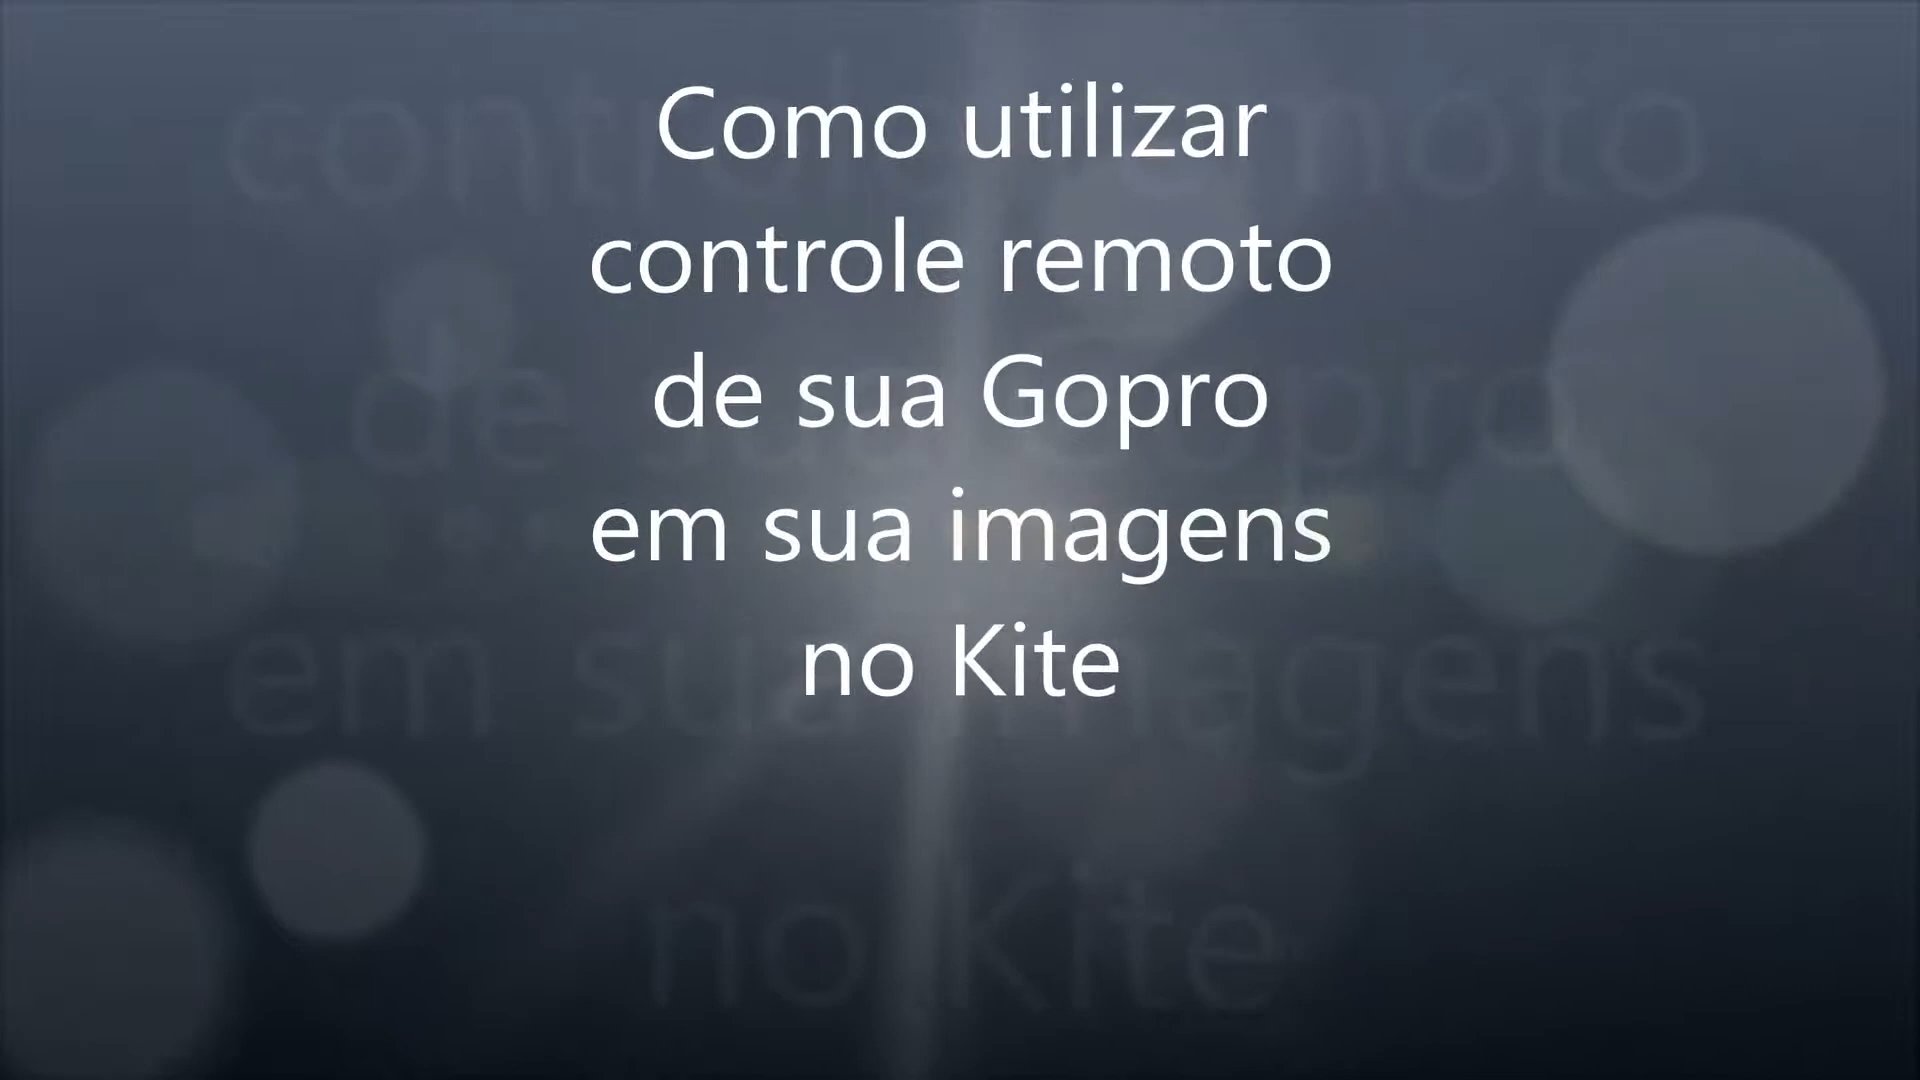 Como utilizar
controle remoto
de sua Gopro
em sua imagens
no Kite